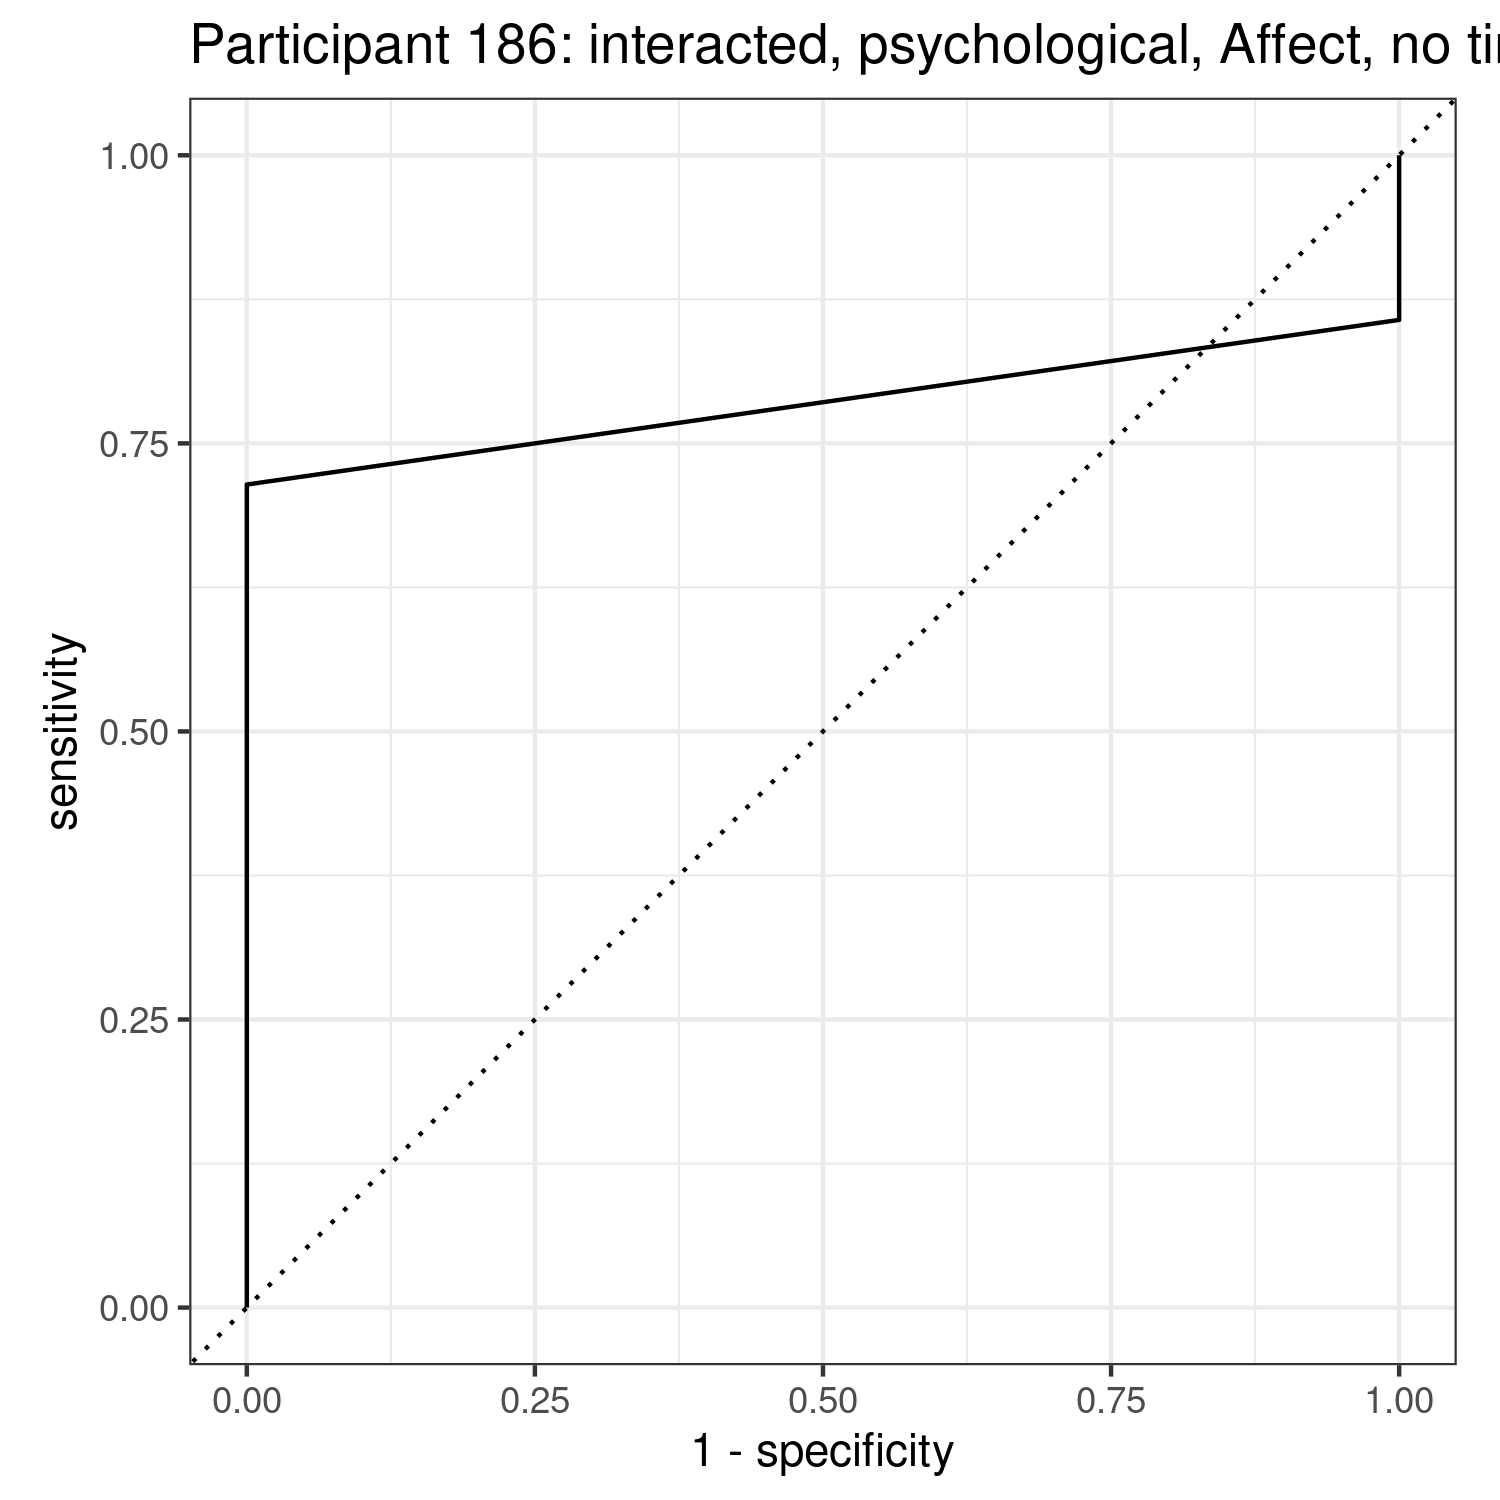 Participant 186: interacted, psychological, Affect, no
1.00
0.75
0.50
0.25
0.00
sensitivity
0.00 0.25 0.50 0.75 1.00
1 - specificity